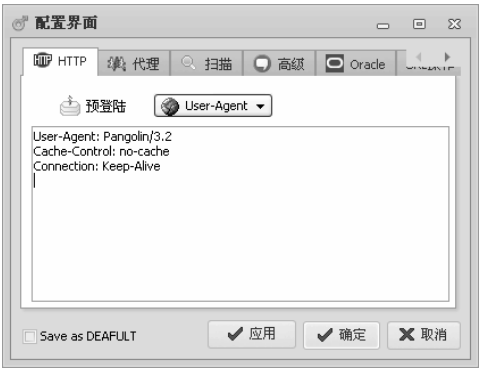 配置界面
HTTP 代理 扫描 高级 Oracle
预登陆 User-Agent
User-Agent: Pangolin/3.2
Cache-Control: no-cache
Connection: Keep-Alive
Save as DEAFULT 应用 确定 取消